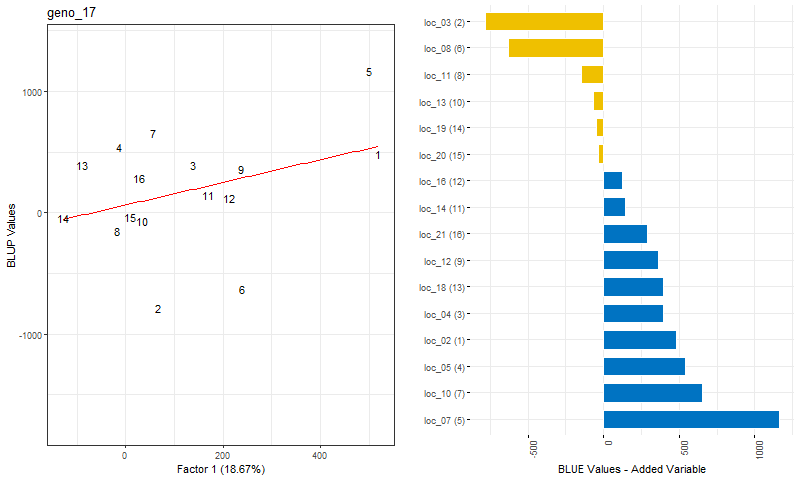 geno_17
5
1000
7
4
1
13
3
16
11
0
14
15
10
8
6
2
-1000
0
200
400
BLUP Values
Factor 1 (18.67%)
loc_03 (2)
loc_08 (6)
loc_11 (8)
loc_13 (10)
loc_19 (14)
loc_20 (15)
loc_16 (12)
loc_14 (11)
loc_21 (16)
loc_12 (9)
loc_18 (13)
loc_04 (3)
loc_02 (1)
loc_05 (4)
loc_10 (7)
loc_07 (5)
-500
0
500
1000
BLUE Values - Added Variable